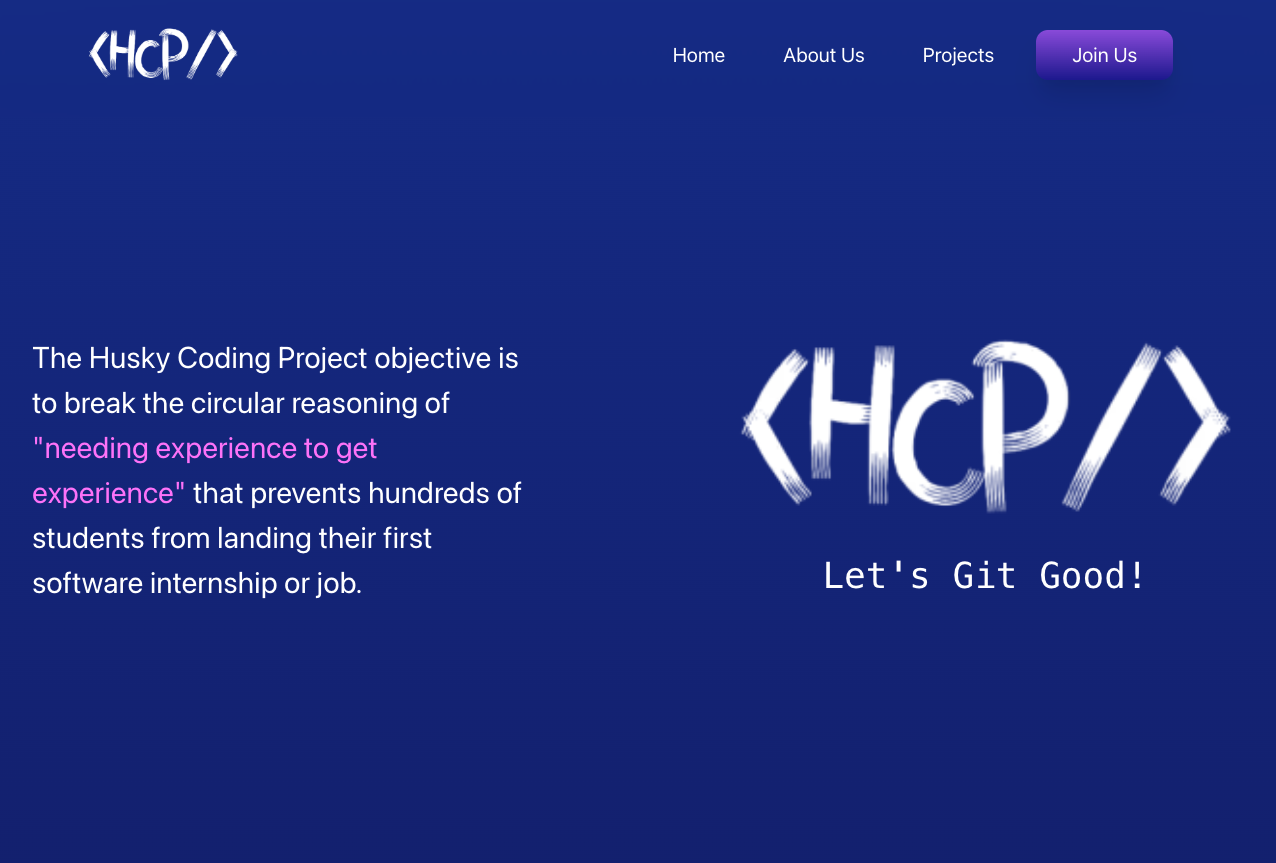 <HCP/>
Home
About Us
Projects
Join Us
The Husky Coding Project objective is
to break the circular reasoning of
"needing experience to get
experience" that prevents hundreds of
students from landing their first
software internship or job.
<HCP/>
Let's Git Good!